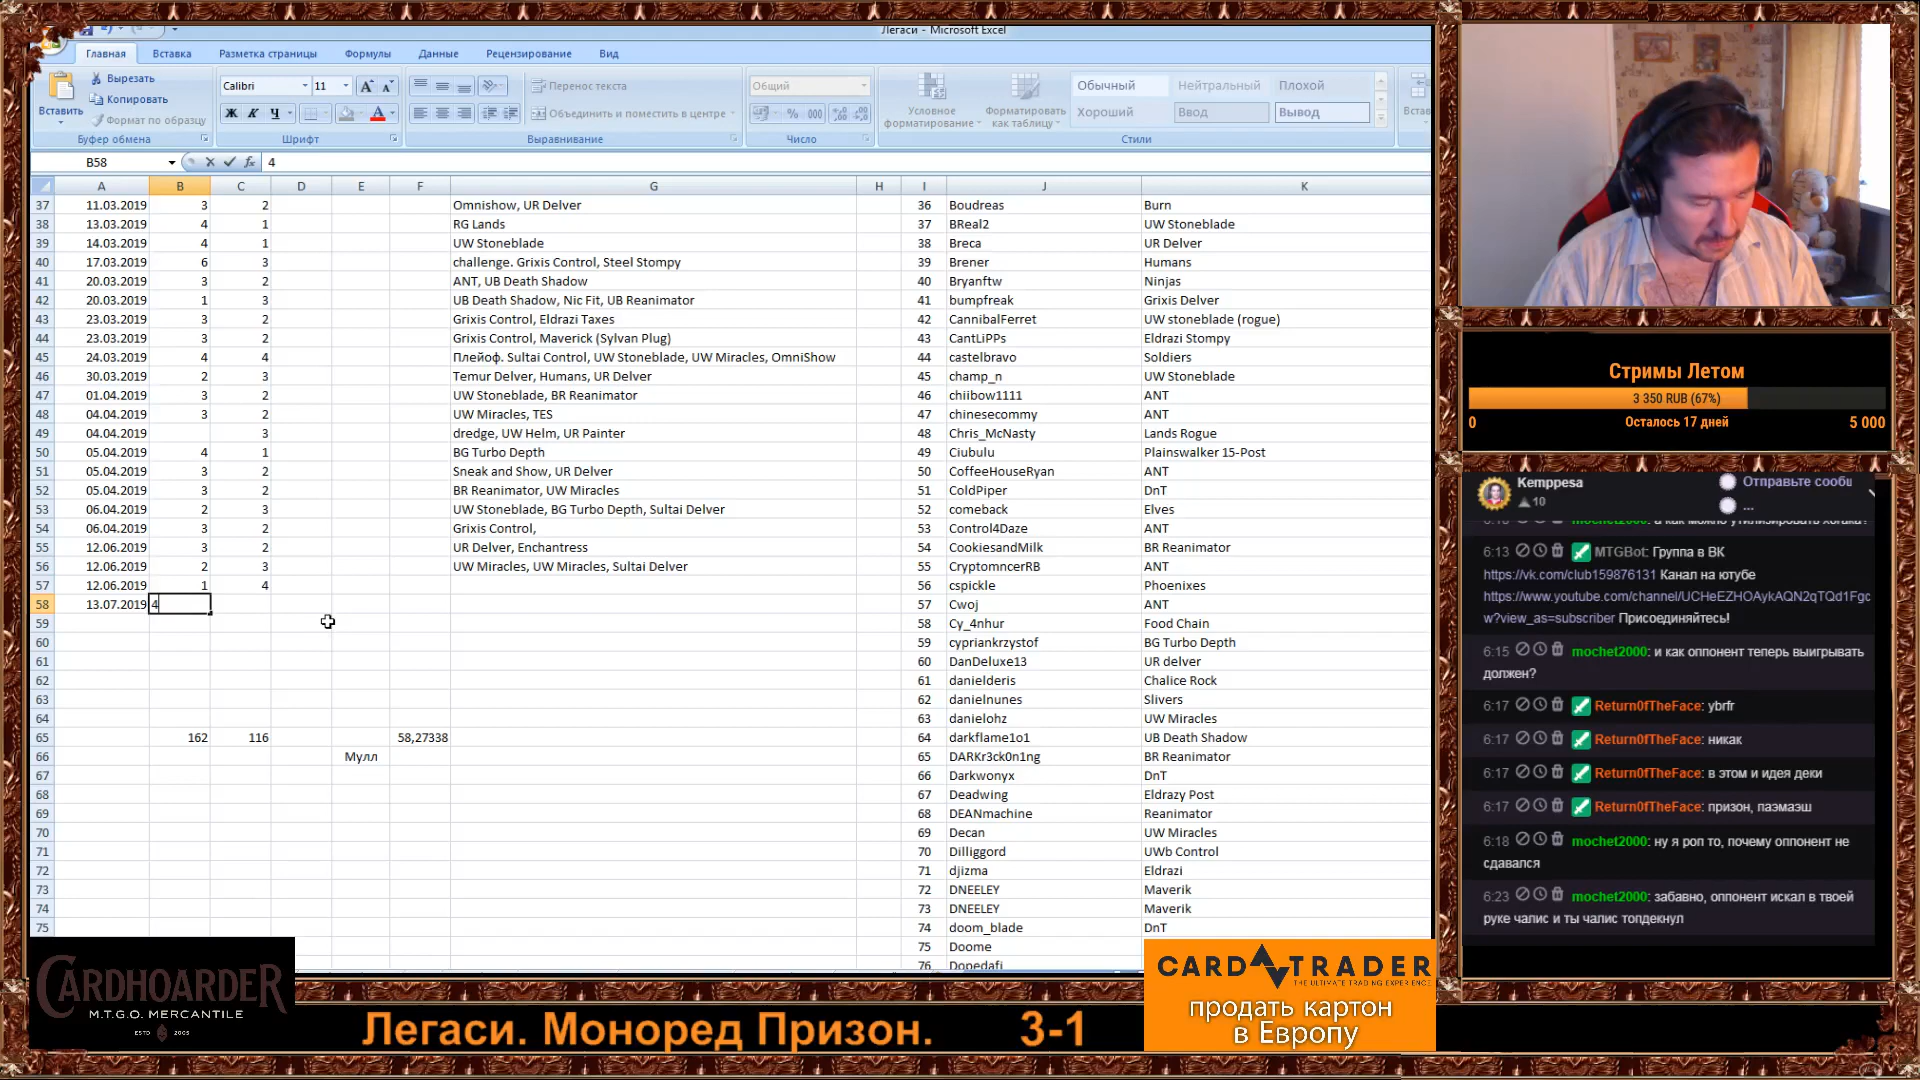 Легаси - Microsoft Excel
Главная Вставка Разметка страницы Формулы Данные Рецензирование Вид
Вставить
Вырезать
Копировать
Формат по образцу
Буфер обмена
Calibri 11
Ж К Ч
Шрифт
Перенос текста
Объединить и поместить в центре
Выравнивание
Общий
% 000
Число
Условное форматирование
Форматировать как таблицу
Обычный Нейтральный Плохой
Хороший Ввод Вывод
Стили
B58 fx 4
A B C D E F G H I J K
37 11.03.2019 3 2 Omnishow, UR Delver 36 Boudreas Burn
38 13.03.2019 4 1 RG Lands 37 BReal2 UW Stoneblade
39 14.03.2019 4 1 UW Stoneblade 38 Breca UR Delver
40 17.03.2019 6 3 challenge. Grixis Control, Steel Stompy 39 Brener Humans
41 20.03.2019 3 2 ANT, UB Death Shadow 40 Bryanftw Ninjas
42 20.03.2019 1 3 UB Death Shadow, Nic Fit, UB Reanimator 41 bumpfreak Grixis Delver
43 23.03.2019 3 2 Grixis Control, Eldrazi Taxes 42 CannibalFerret UW stoneblade (rogue)
44 23.03.2019 3 2 Grixis Control, Maverick (Sylvan Plug) 43 CantLiPPs Eldrazi Stompy
45 24.03.2019 4 4 Плейоф. Sultai Control, UW Stoneblade, UW Miracles, OmniShow 44 castelbravo Soldiers
46 30.03.2019 2 3 Temur Delver, Humans, UR Delver 45 champ_n UW Stoneblade
47 01.04.2019 3 2 UW Stoneblade, BR Reanimator 46 chiibow1111 ANT
48 04.04.2019 3 2 UW Miracles, TES 47 chinesecommy ANT
49 04.04.2019 3 dredge, UW Helm, UR Painter 48 Chris_McNasty Lands Rogue
50 05.04.2019 4 1 BG Turbo Depth 49 Ciubulu Plainswalker 15-Post
51 05.04.2019 3 2 Sneak and Show, UR Delver 50 CoffeeHouseRyan ANT
52 05.04.2019 3 2 BR Reanimator, UW Miracles 51 ColdPiper DnT
53 06.04.2019 2 3 UW Stoneblade, BG Turbo Depth, Sultai Delver 52 comeback Elves
54 06.04.2019 3 2 Grixis Control, 53 Control4Daze ANT
55 12.06.2019 3 2 UR Delver, Enchantress 54 CookiesandMilk BR Reanimator
56 12.06.2019 2 3 UW Miracles, UW Miracles, Sultai Delver 55 CryptomncerRB ANT
57 12.06.2019 1 4 56 cspickle Phoenixes
58 13.07.2019 4 57 Cwoj ANT
59 58 Cy_4nhur Food Chain
60 59 cypriankrzystof BG Turbo Depth
61 60 DanDeluxe13 UR delver
62 61 danielderis Chalice Rock
63 62 danielnunes Slivers
64 63 danielohz UW Miracles
65 162 116 58,27338 64 darkflame1o1 UB Death Shadow
66 Мулл 65 DARKr3ck0n1ng BR Reanimator
67 66 Darkwonyx DnT
68 67 Deadwing Eldrazy Post
69 68 DEANmachine Reanimator
70 69 Decan UW Miracles
71 70 Dilliggord UWb Control
72 71 djizma Eldrazi
73 72 DNEELEY Maverik
74 73 DNEELEY Maverik
75 74 doom_blade DnT
75 Doome
76 Dopedafi
Стримы Летом
3 350 RUB (67%)
0 Осталось 17 дней 5 000
Kemppesa Отправьте сообщ
10 ...
mochet2000: а как можно утилизировать хогака?
6:13 MTGBot: Группа в ВК
https://vk.com/club159876131 Канал на ютубе
https://www.youtube.com/channel/UCHeEZHOAykAQN2qTQd1Fgc
w?view_as=subscriber Присоединяйтесь!
6:15 mochet2000: и как оппонент теперь выигрывать
должен?
6:17 Return0fTheFace: ybrfr
6:17 Return0fTheFace: никак
6:17 Return0fTheFace: в этом и идея деки
6:17 Return0fTheFace: призон, паэмаэш
6:18 mochet2000: ну я роп то, почему оппонент не
сдавался
6:23 mochet2000: забавно, оппонент искал в твоей
руке чалис и ты чалис топдекнул
CARDHOARDER
M.T.G.O. MERCANTILE
ESTD 2005
Легаси. Моноред Призон. 3-1
CARD TRADER
THE ULTIMATE TRADING EXPERIENCE
продать картон
в Европу